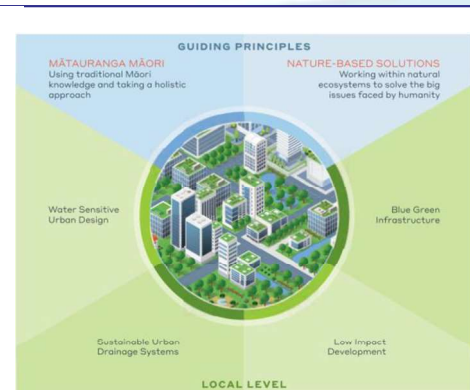 GUIDING PRINCIPLES
MĀTAURANGA MĀORI
Using traditional Māori
knowledge and taking a holistic
approach
NATURE-BASED SOLUTIONS
Working within natural
ecosystems to solve the big
issues faced by humanity
Water Sensitive
Urban Design
Blue Green
Infrastructure
Sustainable Urban
Drainage Systems
Low Impact
Development
LOCAL LEVEL